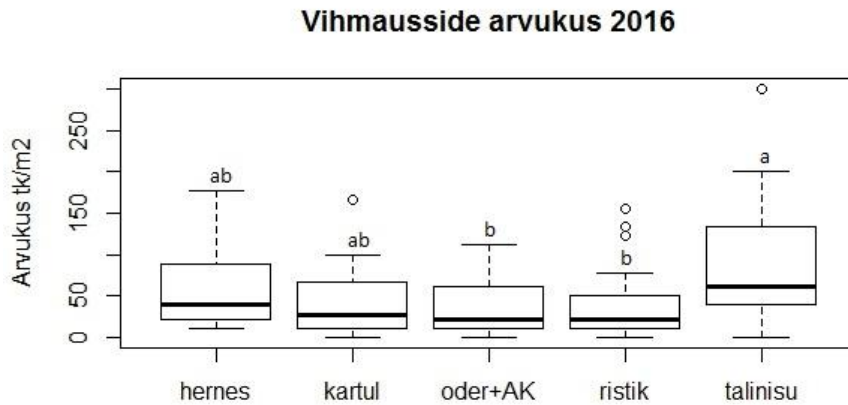 Vihmausside arvukus 2016
Arvukus tk/m2
250
150
50
0
ab
ab
b
b
a
hernes
kartul
oder+AK
ristik
talinisu